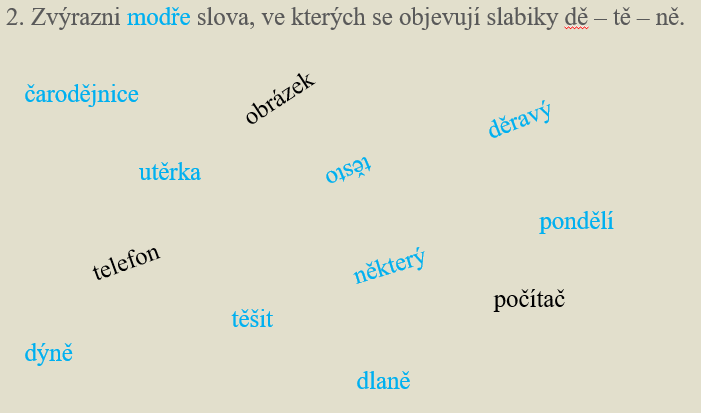 2. Zvýrazni modře slova, ve kterých se objevují slabiky dě – tě – ně.
čarodějnice
obrázek
děravý
utěrka
těsto
pondělí
telefon
některý
počítač
těšit
dýně
dlaně